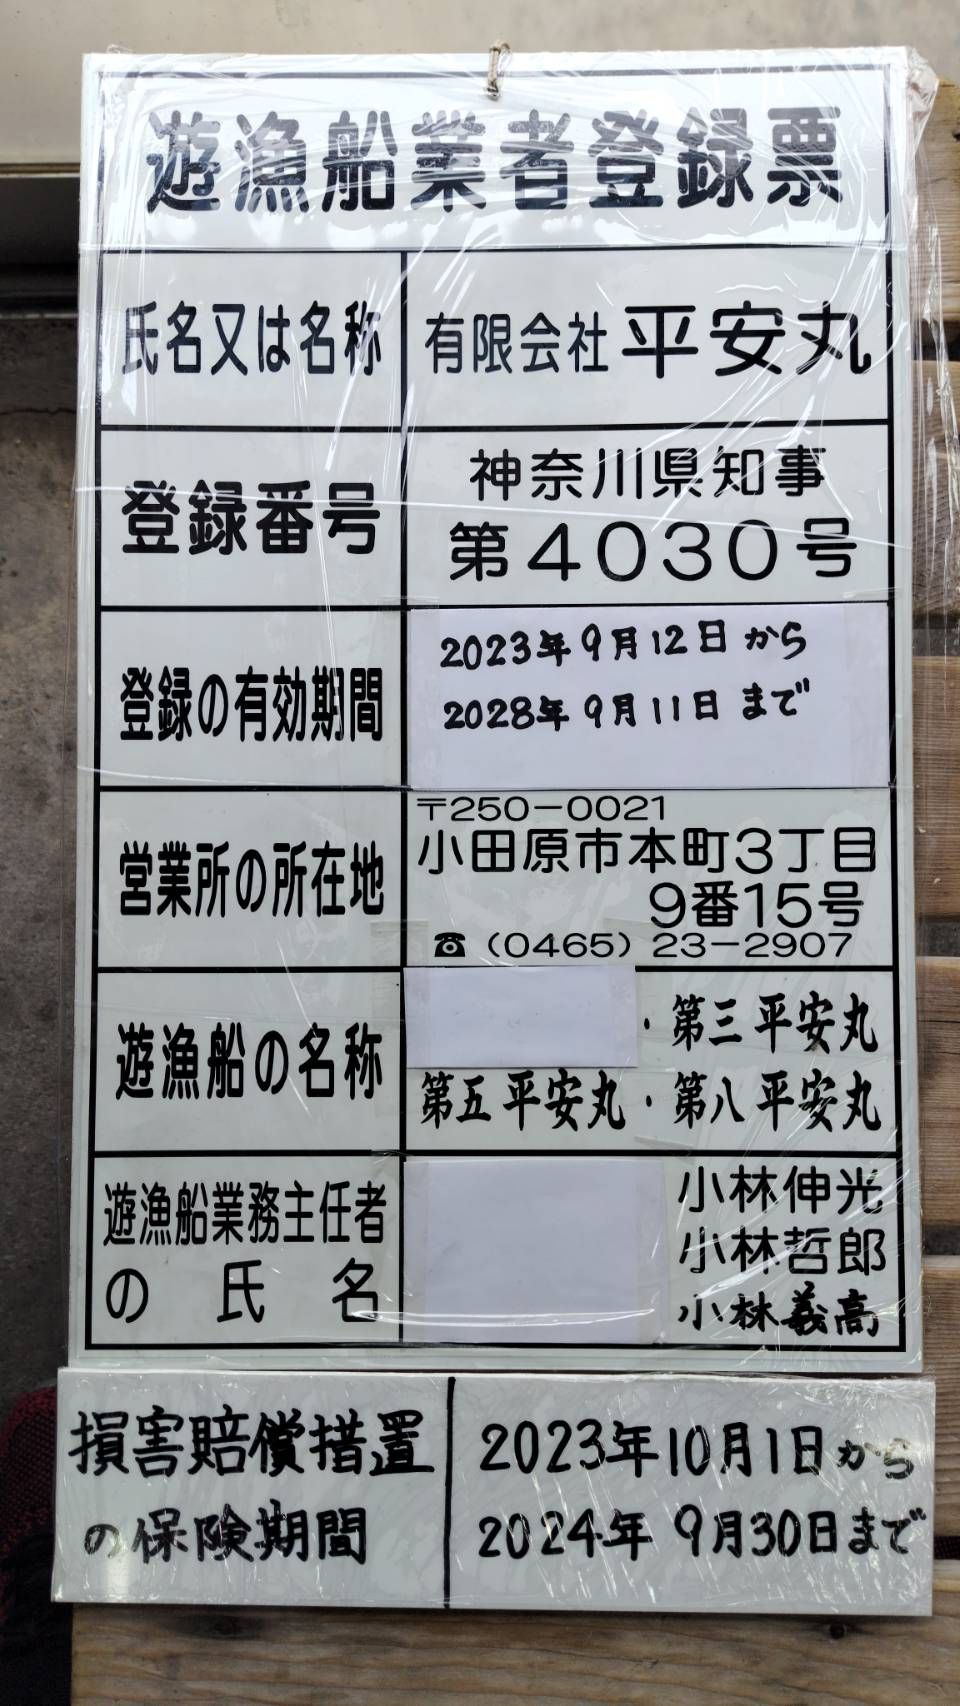 遊漁船業者登録票
氏名又は名称
有限会社 平安丸
登録番号
神奈川県知事
第4030号
登録の有効期間
2023年 9月 12日 から
2028年 9月 11日 まで
営業所の所在地
〒250-0021
小田原市本町3丁目
9番15号
☎(0465)23-2907
遊漁船の名称
・第三平安丸
第五平安丸・第八平安丸
遊漁船業務主任者
の氏名
小林伸光
小林哲郎
小林義高
損害賠償措置
の保険期間
2023年10月1日から
2024年 9月30日まで